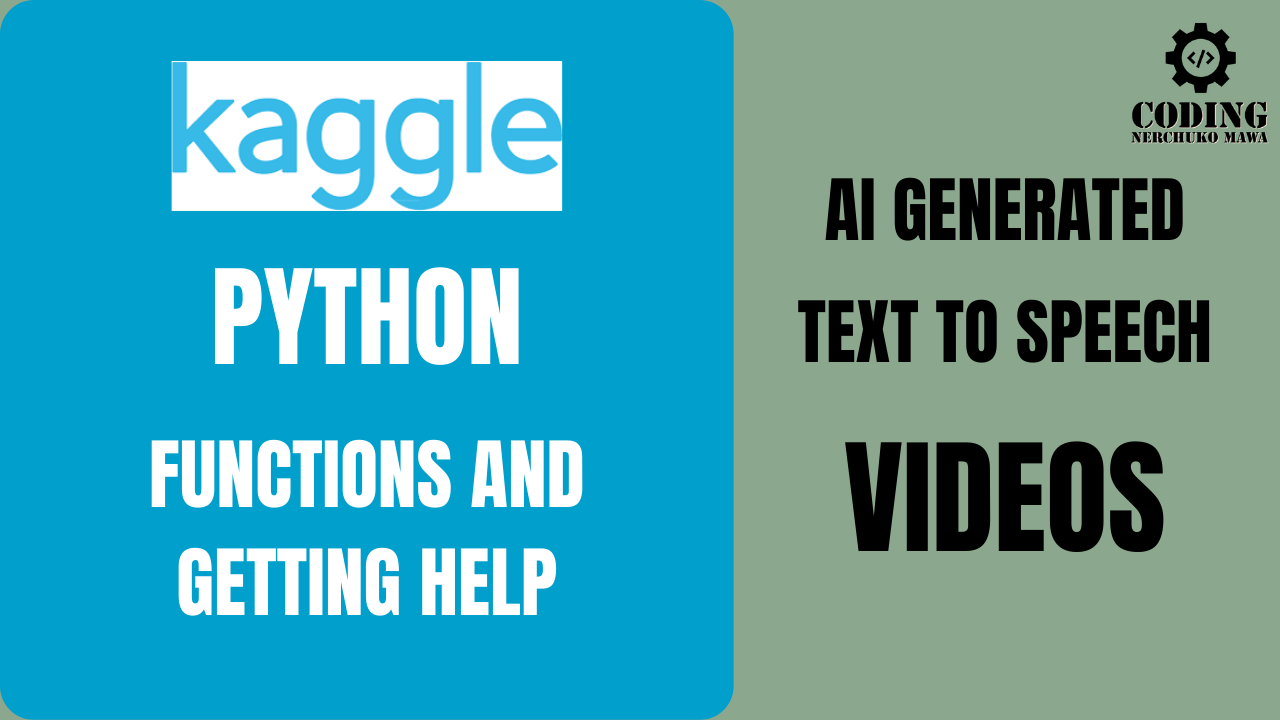 kaggle
PYTHON
FUNCTIONS AND
GETTING HELP
</>
CODING
NERCHUKO MAWA
AI GENERATED
TEXT TO SPEECH
VIDEOS